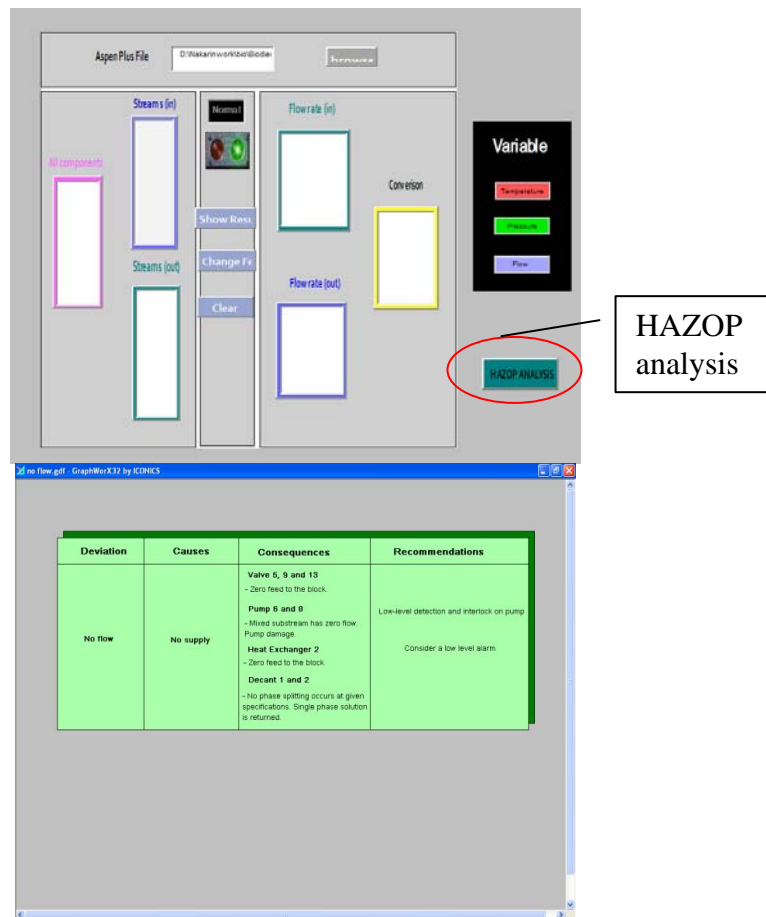 Aspen Plus File
D:\Nakarinwork\bio\Biodie
browse
Streams (in)
Normal
Flow rate (in)
Variable
All components
Converison
Temperature
Show Resu
Pressure
Change Fe
Streams (out)
Flow
Flow rate (out)
Clear
HAZOP
analysis
HAZOP ANALYSIS
no flow.gdf - GraphWorX32 by ICONICS
Deviation Causes Consequences Recommendations
Valve 5, 9 and 13
- Zero feed to the block.
Pump 6 and 8
- Mixed substream has zero flow.
Pump damage.
Heat Exchanger 2
- Zero feed to the block.
Decant 1 and 2
- No phase splitting occurs at given
specifications. Single phase solution
is returned.
No flow
No supply
Low-level detection and interlock on pump
Consider a low level alarm